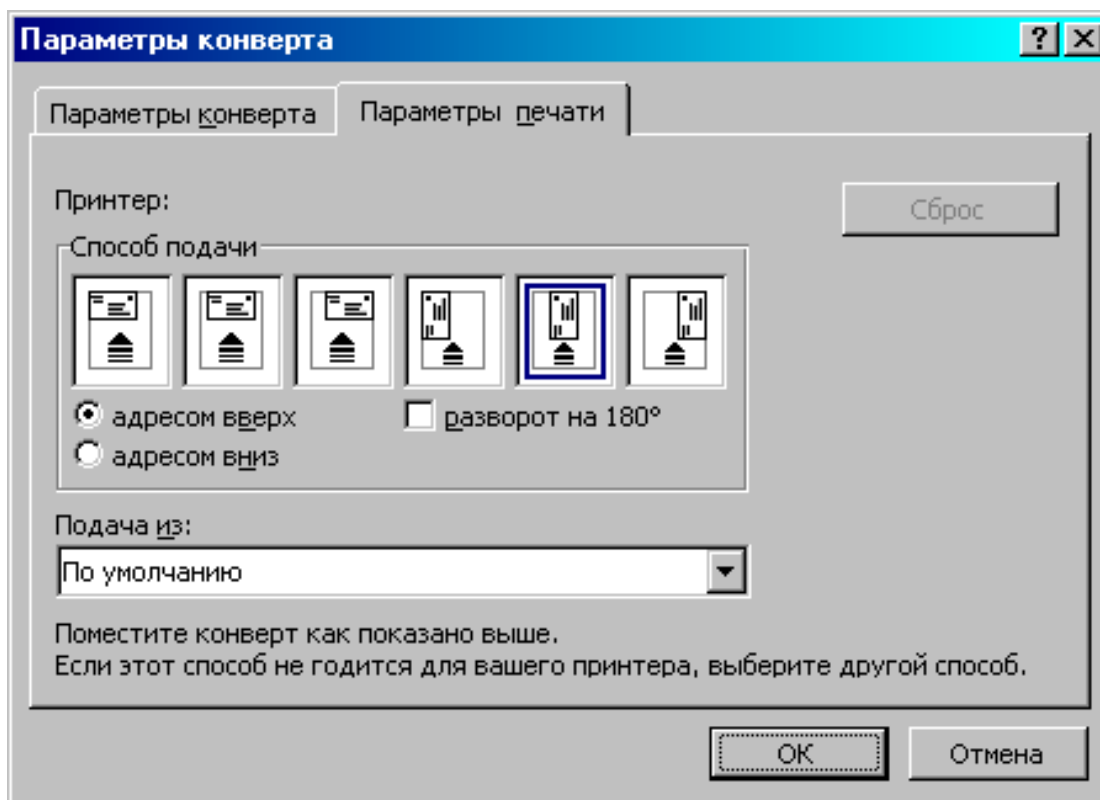 Параметры конверта
Параметры конверта
Параметры печати
Принтер:
Сброс
Способ подачи
адресом вверх
разворот на 180°
адресом вниз
Подача из:
По умолчанию
Поместите конверт как показано выше.
Если этот способ не годится для вашего принтера, выберите другой способ.
ОК
Отмена